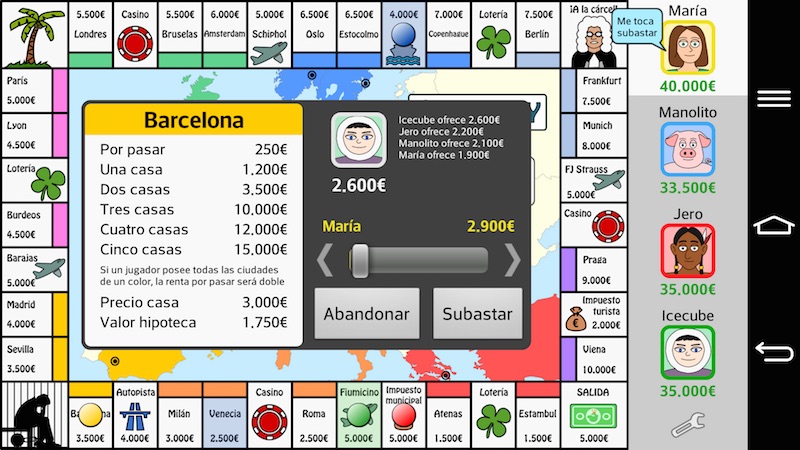 5.500€ Londres
Casino
5.500€ Bruselas
6.000€ Amsterdam
5.000€ Schiphol
6.500€ Oslo
6.500€ Estocolmo
4.000€
7.000€ Copenhague
Lotería
7.500€ Berlín
¡A la cárcel!
Me toca
subastar
María
40.000€
Manolito
33.500€
Jero
35.000€
Icecube
35.000€
París
5.000€
Lyon
4.500€
Lotería
Burdeos
4.500€
Barajas
5.000€
Madrid
4.000€
Sevilla
3.500€
Barcelona
Por pasar 250€
Una casa 1,200€
Dos casas 3,500€
Tres casas 10,000€
Cuatro casas 12,000€
Cinco casas 15,000€
Si un jugador posee todas las ciudades
de un color, la renta por pasar será doble
Precio casa 3,000€
Valor hipoteca 1,750€
2.600€
Icecube ofrece 2,600€
Jero ofrece 2,200€
Manolito ofrece 2,100€
María ofrece 1,900€
María 2.900€
Abandonar
Subastar
Frankfurt
7.500€
Munich
8.000€
FJ Strauss
5.000€
Casino
Praga
9.000€
Impuesto
turista
2.000€
Viena
10.000€
3.500€
Autopista
4.000€
Milán
3.000€
Venecia
2.500€
Casino
Roma
2.500€
Fiumicino
5.000€
Impuesto
municipal
5.000€
Atenas
1.500€
Lotería
Estambul
1.500€
SALIDA
5.000€